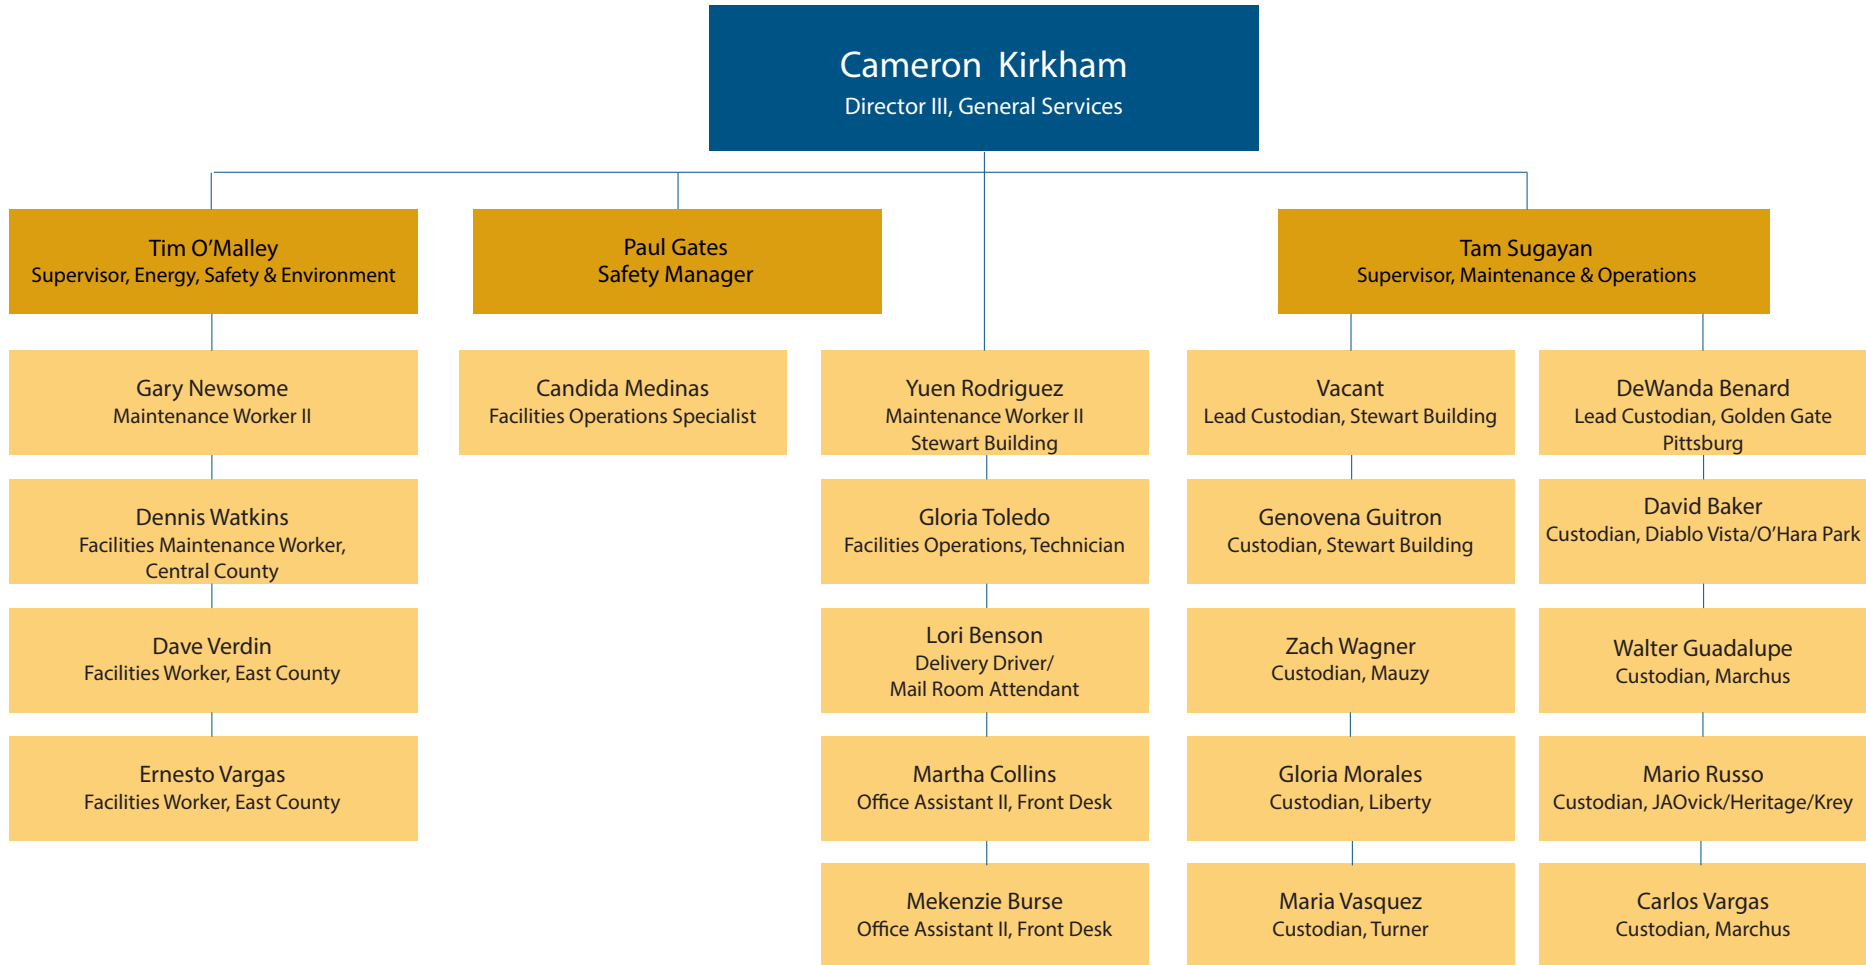 Cameron Kirkham
Director III, General Services
Tim O’Malley
Supervisor, Energy, Safety & Environment
Paul Gates
Safety Manager
Tam Sugayan
Supervisor, Maintenance & Operations
Gary Newsome
Maintenance Worker II
Candida Medinas
Facilities Operations Specialist
Yuen Rodriguez
Maintenance Worker II
Stewart Building
Vacant
Lead Custodian, Stewart Building
DeWanda Benard
Lead Custodian, Golden Gate
Pittsburg
Dennis Watkins
Facilities Maintenance Worker,
Central County
Gloria Toledo
Facilities Operations, Technician
Genovena Guitron
Custodian, Stewart Building
David Baker
Custodian, Diablo Vista/O’Hara Park
Dave Verdin
Facilities Worker, East County
Lori Benson
Delivery Driver/
Mail Room Attendant
Zach Wagner
Custodian, Mauzy
Walter Guadalupe
Custodian, Marchus
Ernesto Vargas
Facilities Worker, East County
Martha Collins
Office Assistant II, Front Desk
Gloria Morales
Custodian, Liberty
Mario Russo
Custodian, JAOvick/Heritage/Krey
Mekenzie Burse
Office Assistant II, Front Desk
Maria Vasquez
Custodian, Turner
Carlos Vargas
Custodian, Marchus